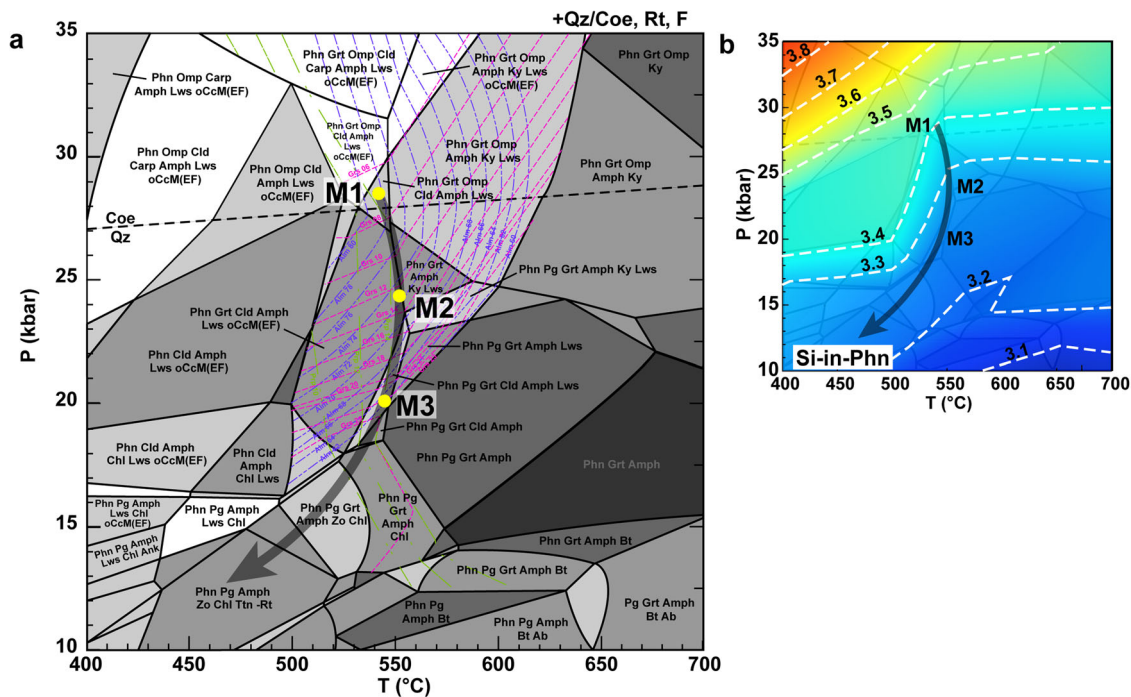 +Qz/Coe, Rt, F
a
35
30
25
20
15
10
P (kbar)
400
450
500
550
600
650
700
T (°C)
Phn Omp Carp
Amph Lws
oCcM(EF)
Phn Grt Omp Cld
Carp Amph Lws
oCcM(EF)
Phn Grt Omp
Amph Ky Lws
oCcM(EF)
Phn Grt Omp
Ky
Phn Omp Cld
Carp Amph Lws
oCcM(EF)
Phn Omp Cld
Amph Lws
oCcM(EF)
Phn Grt Omp
Cld Amph
Lws
oCcM(EF)
Phn Grt Omp
Amph Ky Lws
Phn Grt Omp
Amph Ky
Phn Grt Omp
Cld Amph Lws
M1
Coe
Qz
Phn Grt
Amph
Ky Lws
Phn Pg Grt Amph Ky Lws
M2
Phn Grt Cld Amph
Lws oCcM(EF)
Phn Cld Amph
Lws oCcM(EF)
Phn Pg Grt Amph Lws
Phn Pg Grt Cld Amph Lws
M3
Phn Pg Grt Cld Amph
Phn Cld Amph
Chl Lws oCcM(EF)
Phn Cld
Amph
Chl Lws
Phn Pg Grt Amph
Phn Grt Amph
Phn Pg Amph
Lws Chl
oCcM(EF)
Phn Pg Amph
Lws Chl
Phn Pg Grt
Amph Zo Chl
Phn Pg
Grt
Amph
Chl
Phn Pg Amph
Lws Chl Ank
Phn Grt Amph Bt
Phn Pg Grt Amph Bt
Phn Pg Amph
Zo Chl Ttn -Rt
Phn Pg
Amph Bt
Phn Pg Amph
Bt Ab
Pg Grt Amph
Bt Ab
b
35
30
25
20
15
10
P (kbar)
400
450
500
550
600
650
700
T (°C)
3.8
3.7
3.6
3.5
3.4
3.3
3.2
3.1
M1
M2
M3
Si-in-Phn